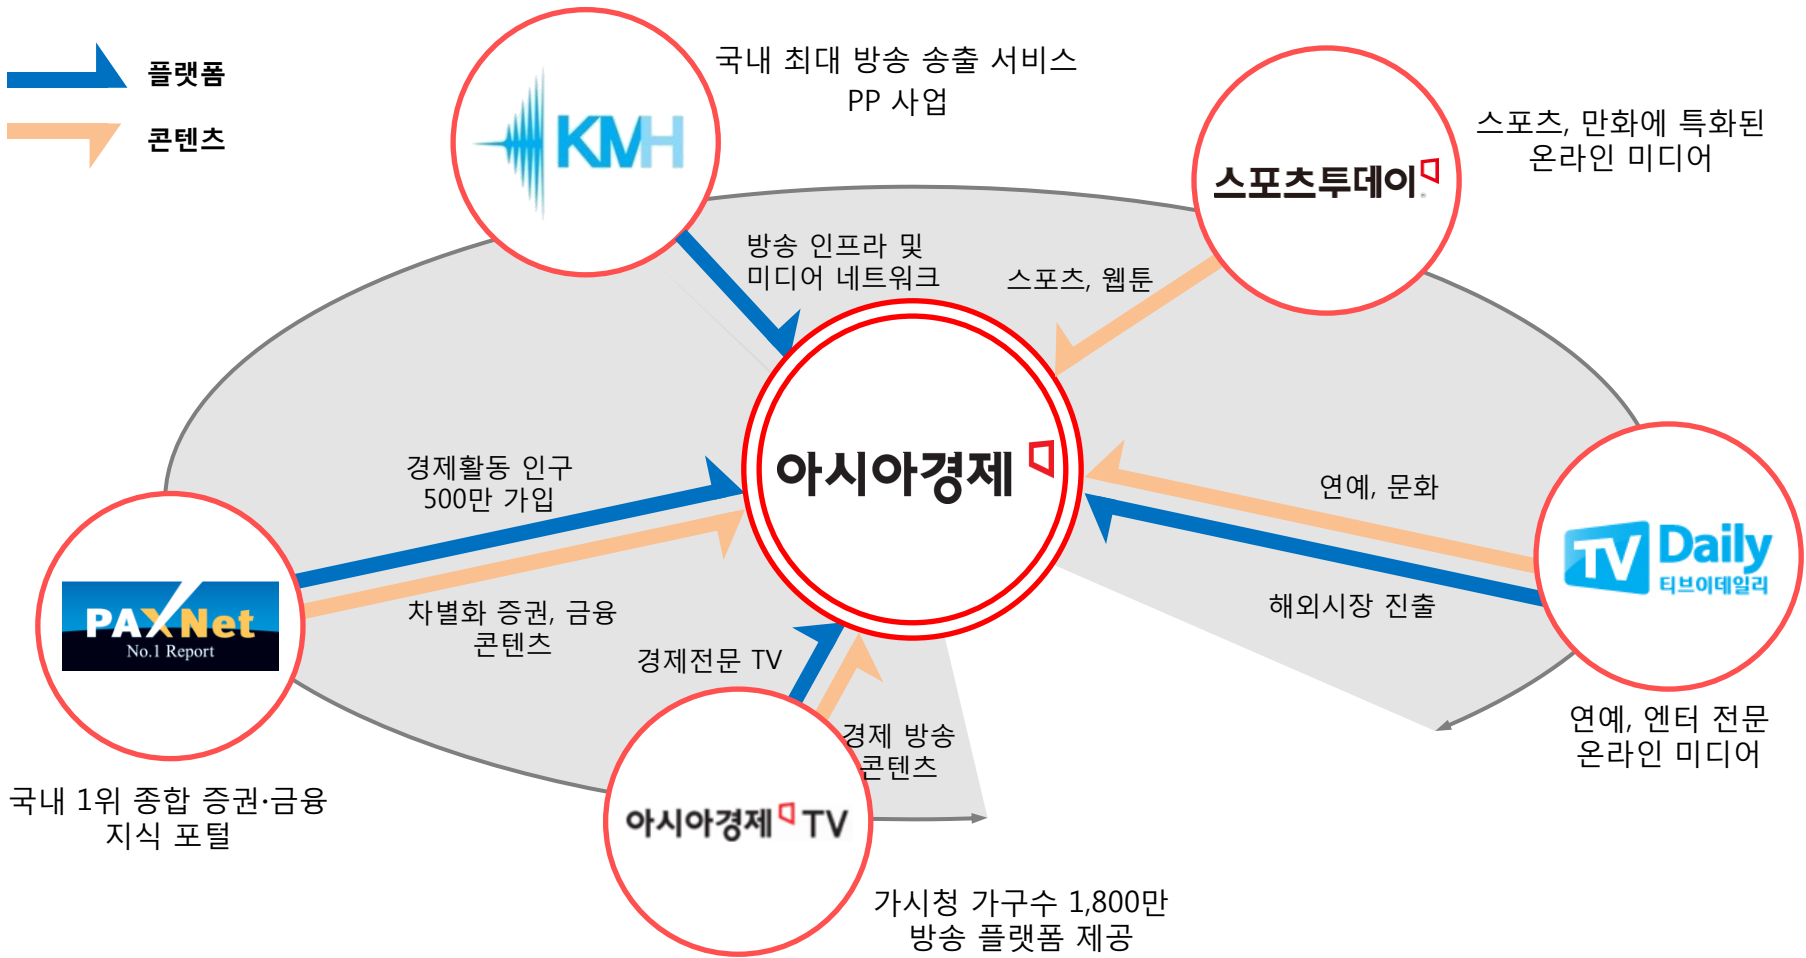 플랫폼
콘텐츠
KMH
국내 최대 방송 송출 서비스
PP 사업
스포츠투데이
스포츠, 만화에 특화된
온라인 미디어
방송 인프라 및
미디어 네트워크
스포츠, 웹툰
아시아경제
경제활동 인구
500만 가입
연예, 문화
TV Daily
티브이데일리
해외시장 진출
PAXNet
No.1 Report
차별화 증권, 금융
콘텐츠
경제전문 TV
경제 방송
콘텐츠
연예, 엔터 전문
온라인 미디어
국내 1위 종합 증권·금융
지식 포털
아시아경제 TV
가시청 가구수 1,800만
방송 플랫폼 제공